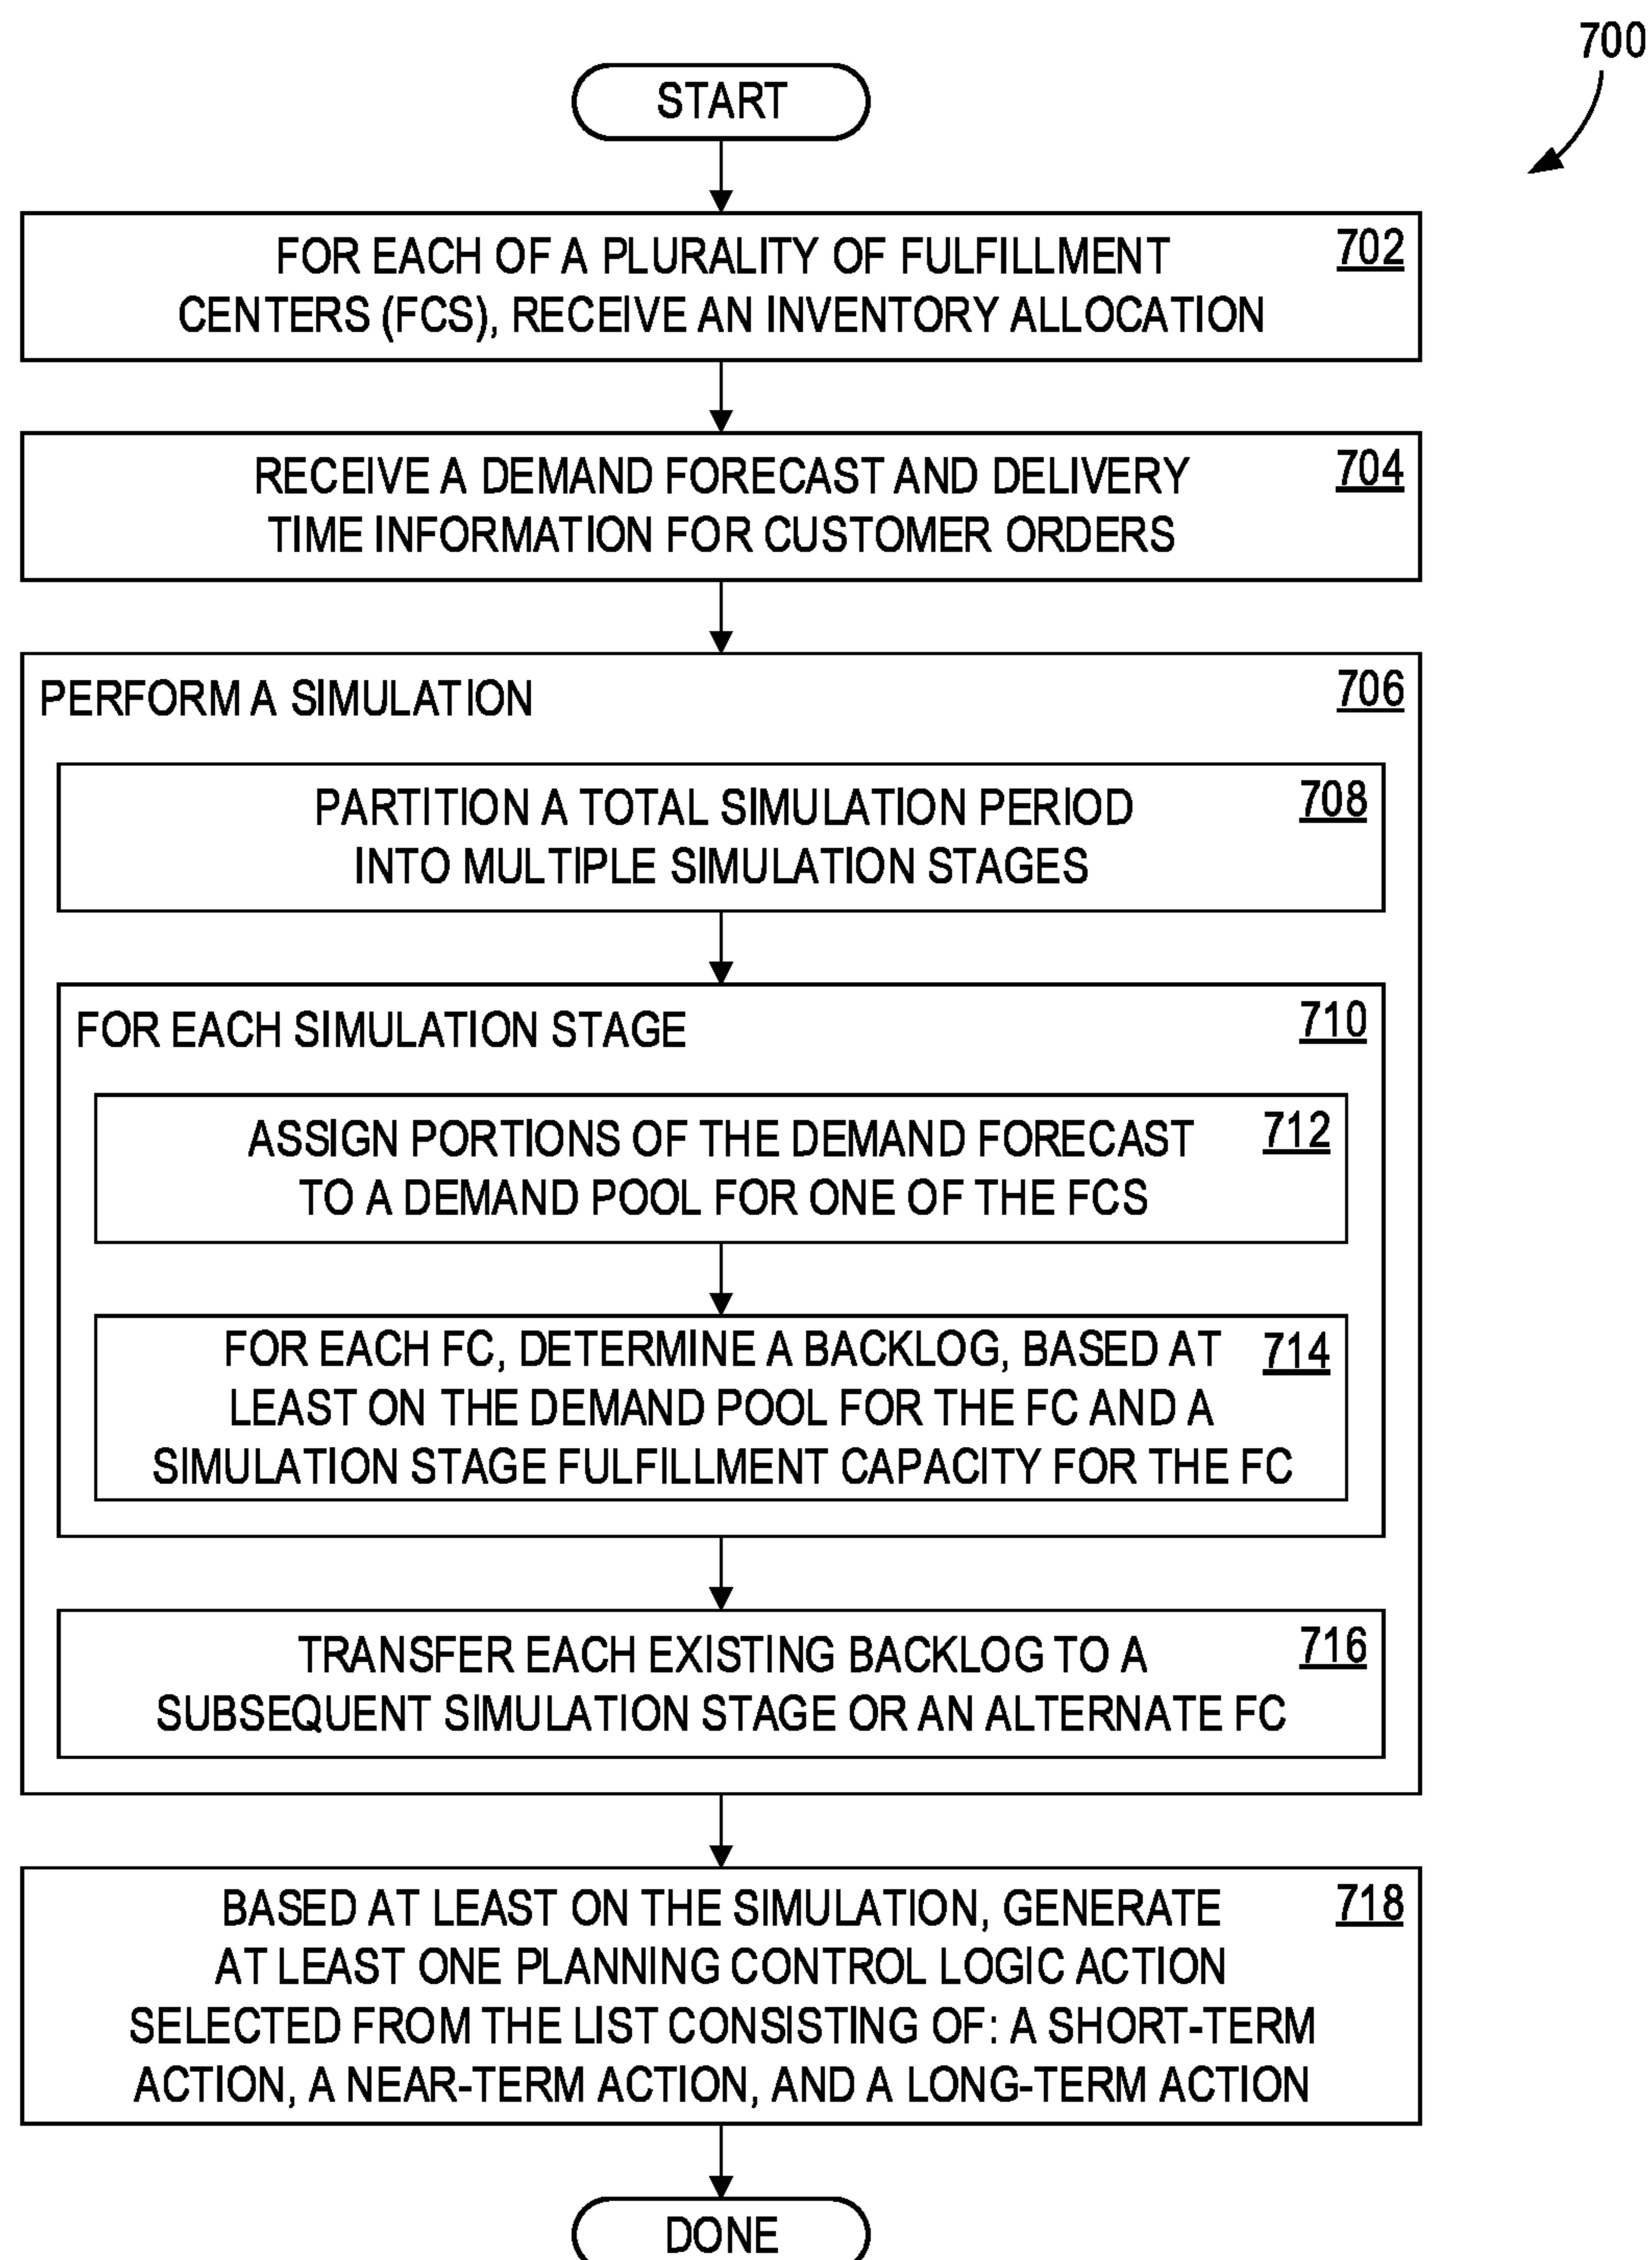 700
START
FOR EACH OF A PLURALITY OF FULFILLMENT 702
CENTERS (FCS), RECEIVE AN INVENTORY ALLOCATION
RECEIVE A DEMAND FORECAST AND DELIVERY 704
TIME INFORMATION FOR CUSTOMER ORDERS
PERFORM A SIMULATION 706
PARTITION A TOTAL SIMULATION PERIOD 708
INTO MULTIPLE SIMULATION STAGES
FOR EACH SIMULATION STAGE 710
ASSIGN PORTIONS OF THE DEMAND FORECAST 712
TO A DEMAND POOL FOR ONE OF THE FCS
FOR EACH FC, DETERMINE A BACKLOG, BASED AT 714
LEAST ON THE DEMAND POOL FOR THE FC AND A
SIMULATION STAGE FULFILLMENT CAPACITY FOR THE FC
TRANSFER EACH EXISTING BACKLOG TO A 716
SUBSEQUENT SIMULATION STAGE OR AN ALTERNATE FC
BASED AT LEAST ON THE SIMULATION, GENERATE 718
AT LEAST ONE PLANNING CONTROL LOGIC ACTION
SELECTED FROM THE LIST CONSISTING OF: A SHORT-TERM
ACTION, A NEAR-TERM ACTION, AND A LONG-TERM ACTION
DONE